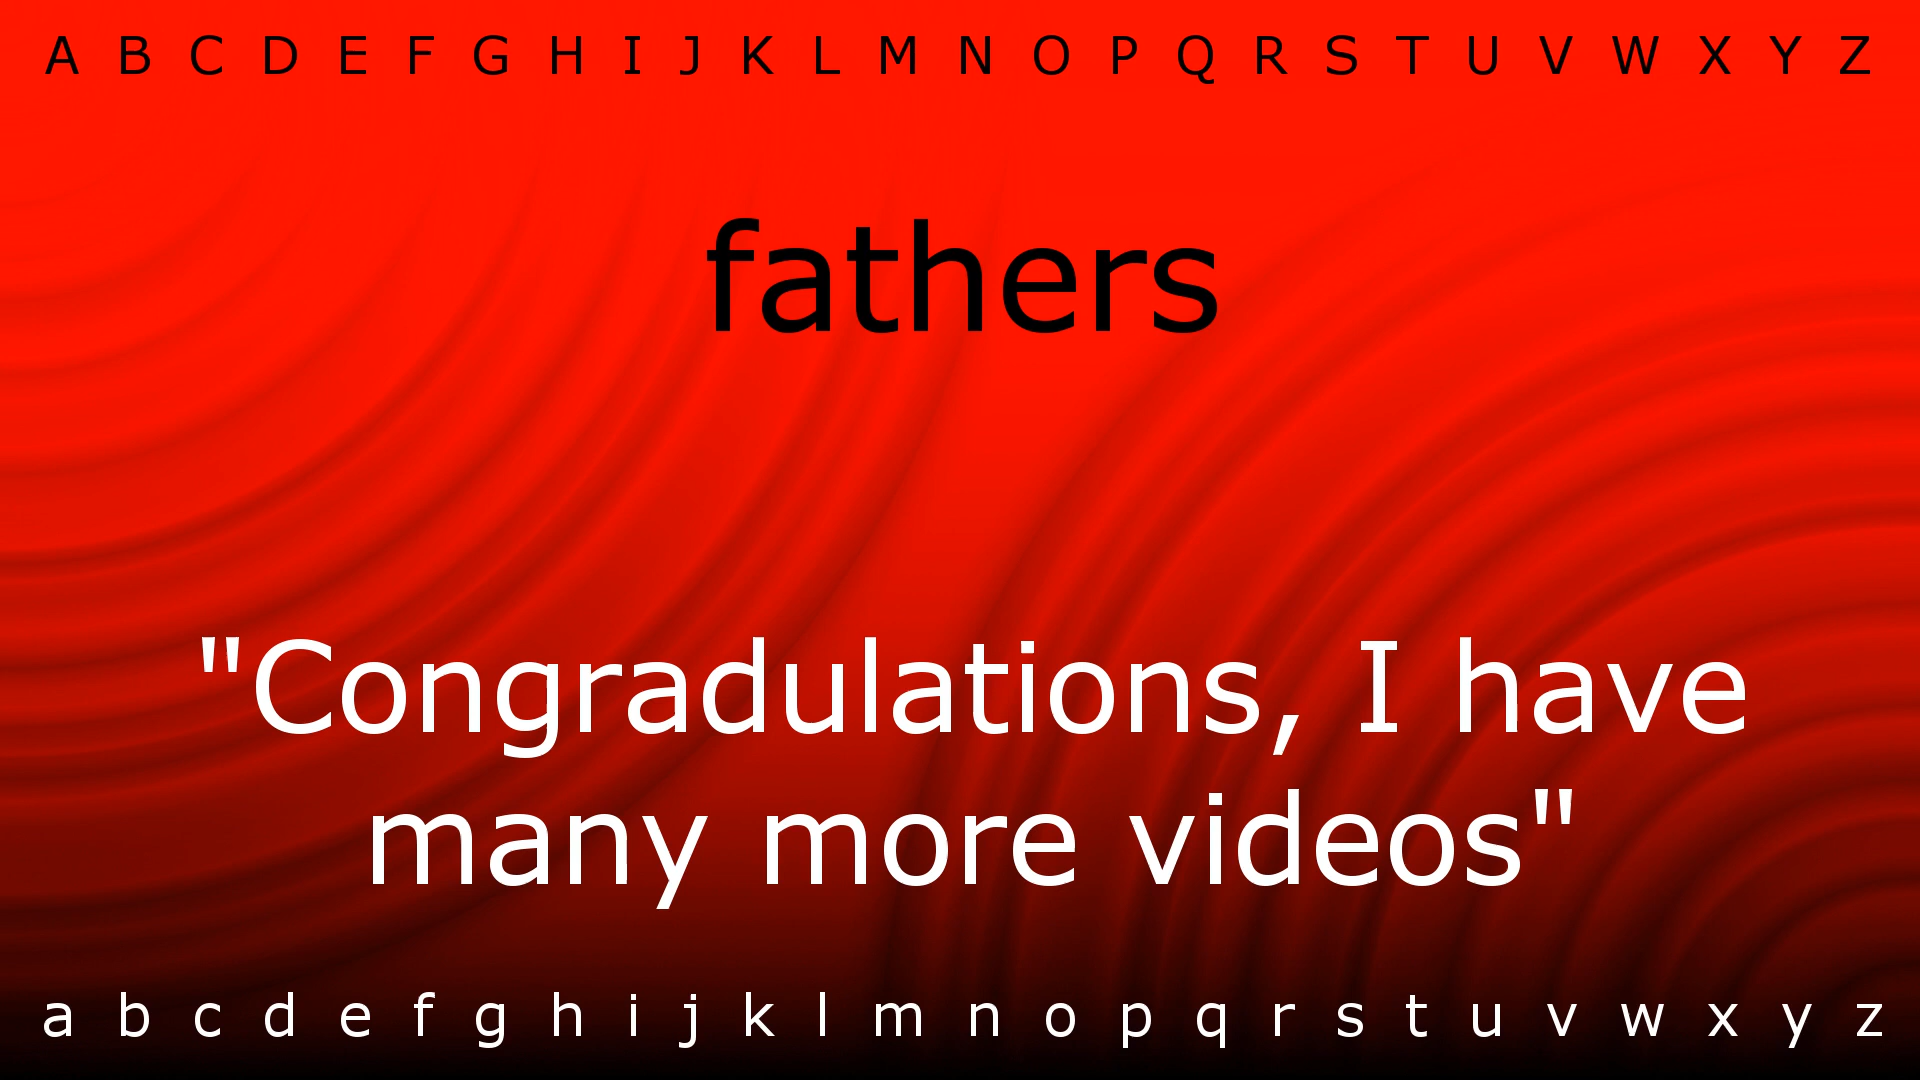 A B C D E F G H I J K L M N O P Q R S T U V W X Y Z
fathers
"Congradulations, I have
many more videos"
a b c d e f g h i j k l m n o p q r s t u v w x y z